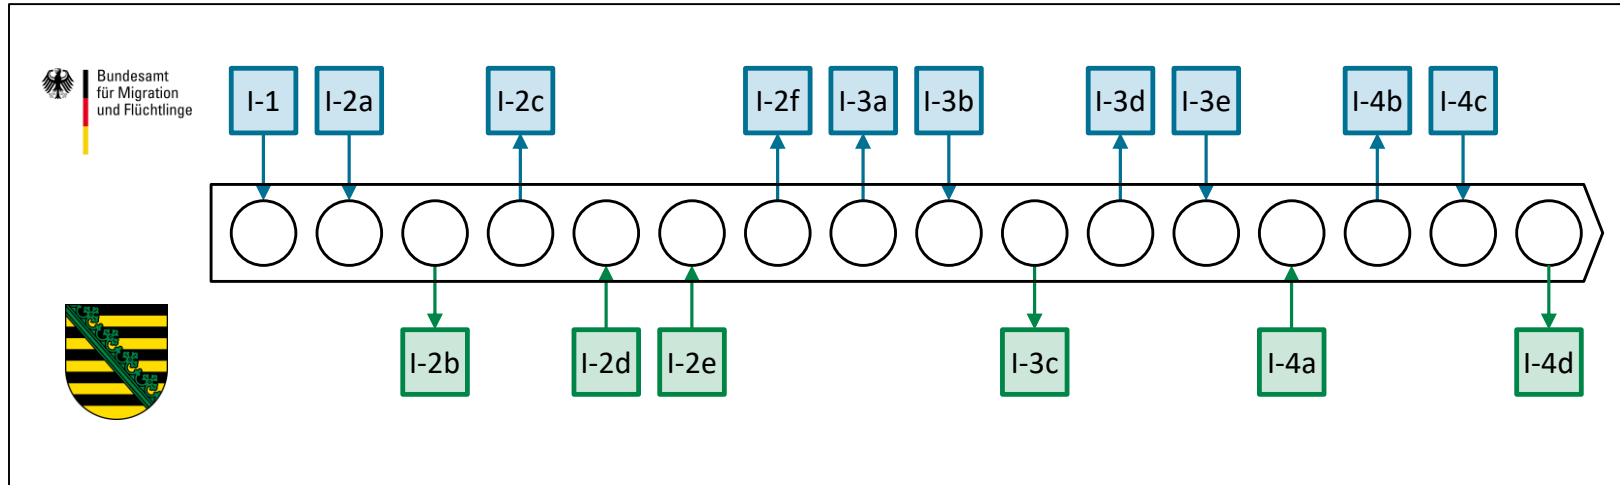 Bundesamt
für Migration
und Flüchtlinge
I-1 I-2a I-2c I-2f I-3a I-3b I-3d I-3e I-4b I-4c
I-2b I-2d I-2e I-3c I-4a I-4d